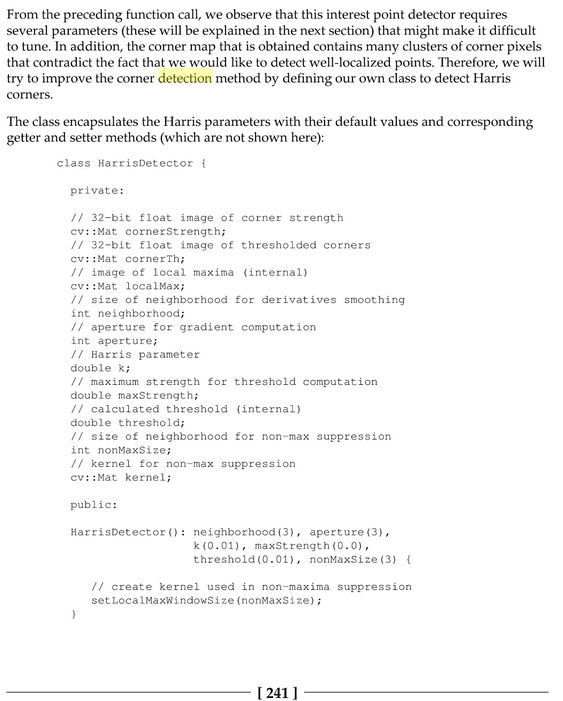 From the preceding function call, we observe that this interest point detector requires
several parameters (these will be explained in the next section) that might make it difficult
to tune. In addition, the corner map that is obtained contains many clusters of corner pixels
that contradict the fact that we would like to detect well-localized points. Therefore, we will
try to improve the corner detection method by defining our own class to detect Harris
corners.
The class encapsulates the Harris parameters with their default values and corresponding
getter and setter methods (which are not shown here):
class HarrisDetector {
private:
// 32-bit float image of corner strength
cv::Mat cornerStrength;
// 32-bit float image of thresholded corners
cv::Mat cornerTh;
// image of local maxima (internal)
cv::Mat localMax;
// size of neighborhood for derivatives smoothing
int neighborhood;
// aperture for gradient computation
int aperture;
// Harris parameter
double k;
// maximum strength for threshold computation
double maxStrength;
// calculated threshold (internal)
double threshold;
// size of neighborhood for non-max suppression
int nonMaxSize;
// kernel for non-max suppression
cv::Mat kernel;
public:
HarrisDetector(): neighborhood(3), aperture(3),
k(0.01), maxStrength(0.0),
threshold(0.01), nonMaxSize(3) {
// create kernel used in non-maxima suppression
setLocalMaxWindowSize(nonMaxSize);
}
[ 241 ]